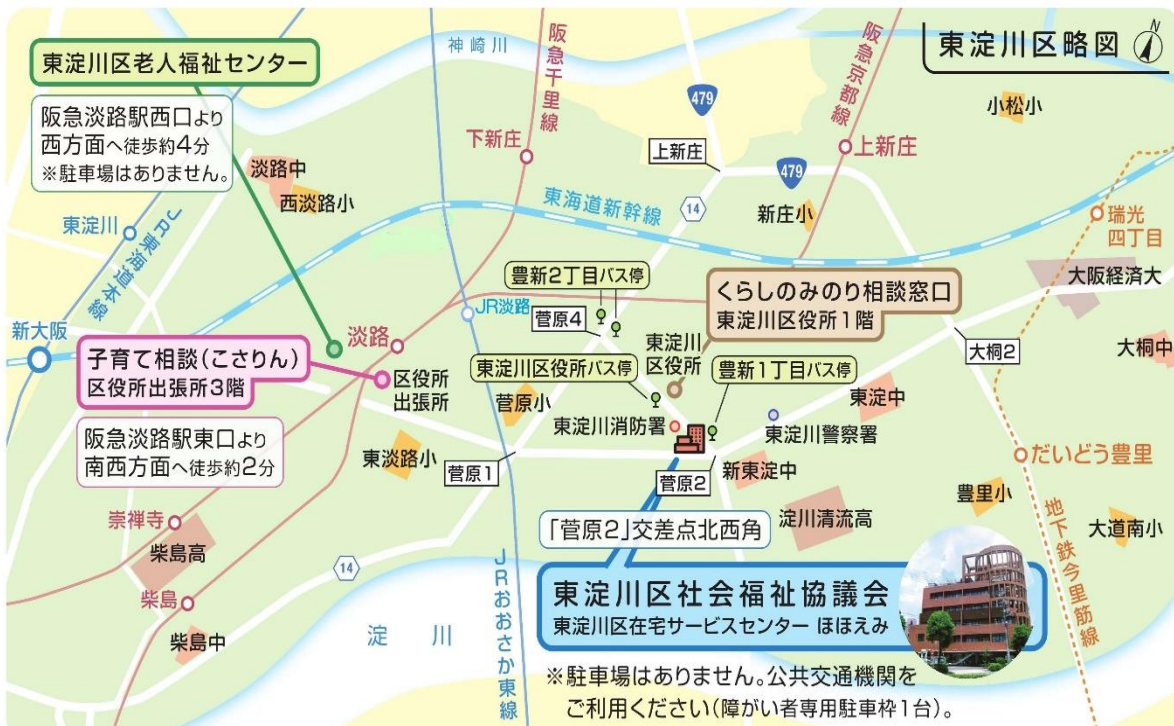 東淀川区略図
N
東淀川区老人福祉センター
阪急淡路駅西口より
西方面へ徒歩約4分
※駐車場はありません。
神崎川
阪急千里線
479
阪急京都線
小松小
下新庄
上新庄
上新庄
淡路中
西淡路小
479
東淀川
JR東海道本線
東海道新幹線
14
新庄小
瑞光
四丁目
大阪経済大
豊新2丁目バス停
くらしのみのり相談窓口
東淀川区役所1階
JR淡路
菅原4
新大阪
淡路
東淀川
区役所
大桐2
大桐中
子育て相談(こさりん)
区役所出張所3階
区役所
出張所
東淀川区役所バス停
豊新1丁目バス停
菅原小
東淀中
阪急淡路駅東口より
南西方面へ徒歩約2分
東淀川消防署
東淀川警察署
東淡路小
菅原1
菅原2
新東淀中
だいどう豊里
豊里小
崇禅寺
柴島高
淀川清流高
大道南小
「菅原2」交差点北西角
地下鉄今里筋線
14
柴島
JRおおさか東線
東淀川区社会福祉協議会
東淀川区在宅サービスセンター ほほえみ
柴島中
淀川
※駐車場はありません。公共交通機関を
ご利用ください(障がい者専用駐車枠1台)。